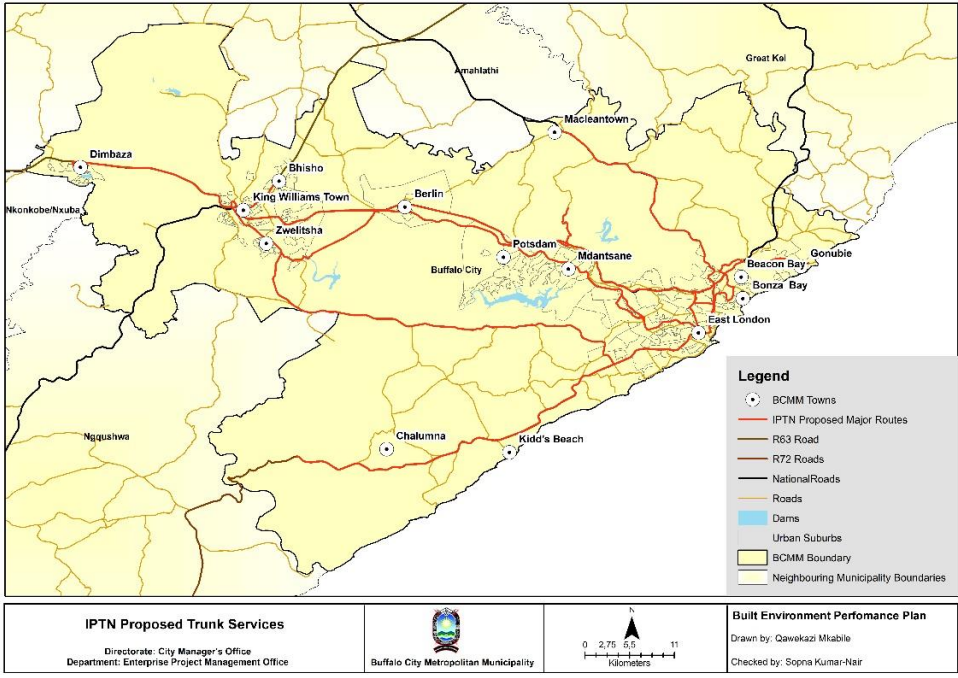 Great Kei
Amahlathi
Macleantown
Dimbaza
Bhisho
King Williams Town
Berlin
Nkonkobe/Nxuba
Zwelitsha
Potsdam
Gonubie
Buffalo City
Mdantsane
Beacon Bay
Bonza Bay
East London
Ngqushwa
Chalumna
Kidd's Beach
Legend
BCMM Towns
IPTN Proposed Major Routes
R63 Road
R72 Roads
NationalRoads
Roads
Dams
Urban Suburbs
BCMM Boundary
Neighbouring Municipality Boundaries
IPTN Proposed Trunk Services
Directorate: City Manager's Office
Department: Enterprise Project Management Office
Buffalo City Metropolitan Municipality
N
0 2,75 5,5 11
Kilometers
Built Environment Perfomance Plan
Drawn by: Qawekazi Mkabile
Checked by: Sopna Kumar-Nair